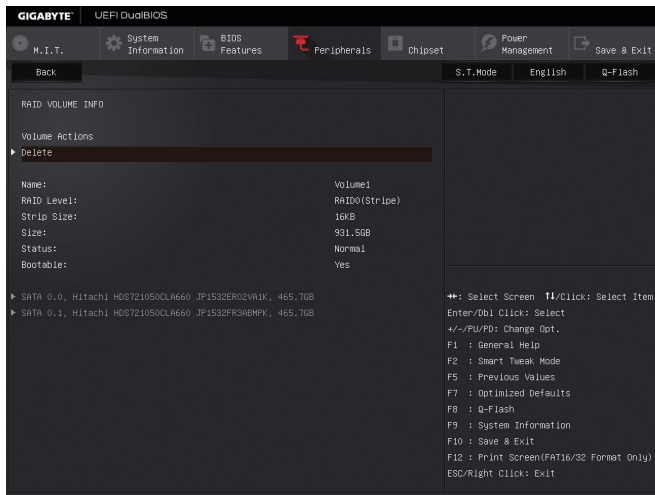 GIGABYTE™ UEFI DualBIOS
M.I.T. System Information BIOS Features Peripherals Chipset Power Management Save & Exit
Back S.T.Mode English Q-Flash
RAID VOLUME INFO
Volume Actions
▶ Delete
Name: Volume1
RAID Level: RAID0(Stripe)
Strip Size: 16KB
Size: 931.5GB
Status: Normal
Bootable: Yes
▶ SATA 0.0, Hitachi HDS721050CLA660 JP1532ER02VA1K, 465.7GB
▶ SATA 0.1, Hitachi HDS721050CLA660 JP1532FR3ABMPK, 465.7GB
→←: Select Screen ↑↓/Click: Select Item
Enter/Dbl Click: Select
+/-/PU/PD: Change Opt.
F1 : General Help
F2 : Smart Tweak Mode
F5 : Previous Values
F7 : Optimized Defaults
F8 : Q-Flash
F9 : System Information
F10 : Save & Exit
F12 : Print Screen(FAT16/32 Format Only)
ESC/Right Click: Exit